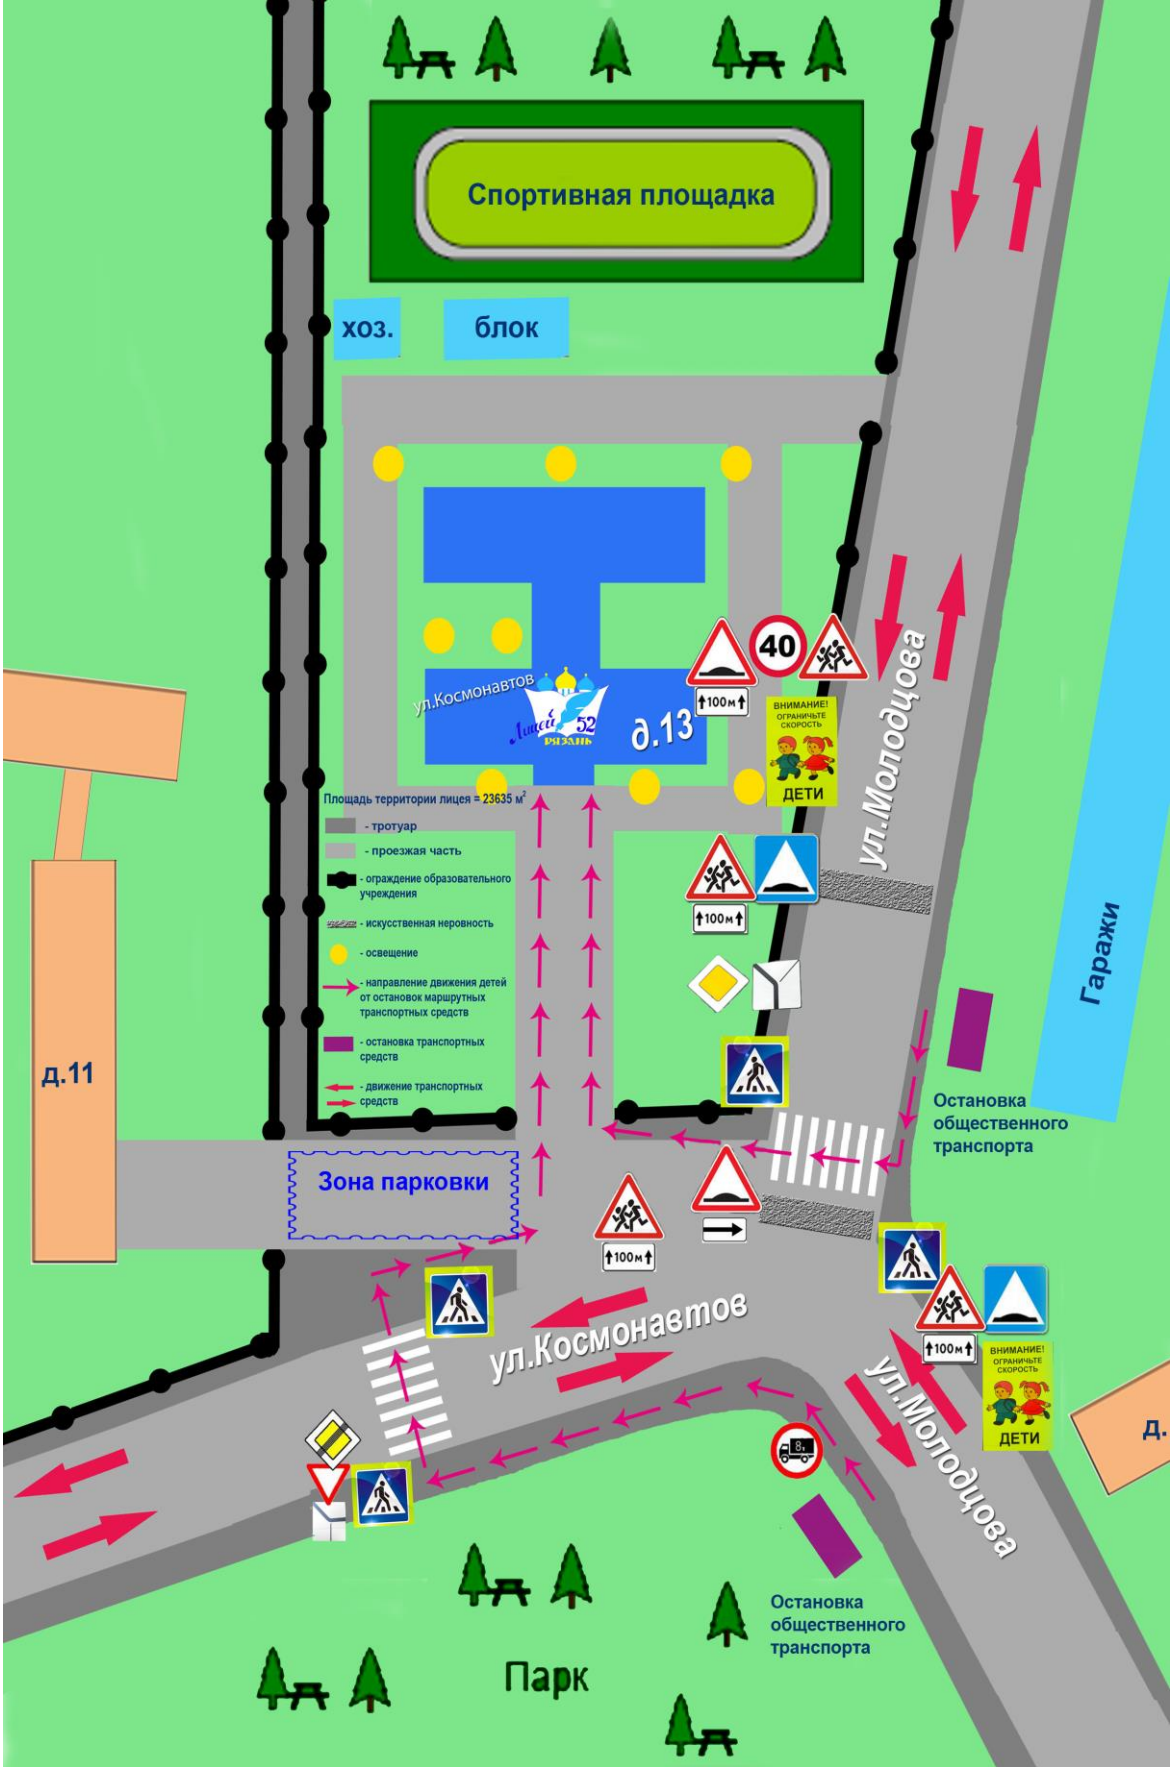 Спортивная площадка
хоз. блок
ул.Космонавтов
Лицей 52
РЯЗАНЬ
д.13
↑100м↑
40
ВНИМАНИЕ!
ОГРАНИЧЬТЕ
СКОРОСТЬ
ДЕТИ
ул.Молодцова
Площадь территории лицея = 23635 м²
- тротуар
- проезжая часть
- ограждение образовательного
учреждения
- искусственная неровность
- освещение
- направление движения детей
от остановок маршрутных
транспортных средств
- остановка транспортных
средств
- движение транспортных
средств
↑100м↑
Гаражи
д.11
Остановка
общественного
транспорта
Зона парковки
↑100м↑
ул.Космонавтов
↑100м↑
ВНИМАНИЕ!
ОГРАНИЧЬТЕ
СКОРОСТЬ
ДЕТИ
ул.Молодцова
д.
8т
Остановка
общественного
транспорта
Парк